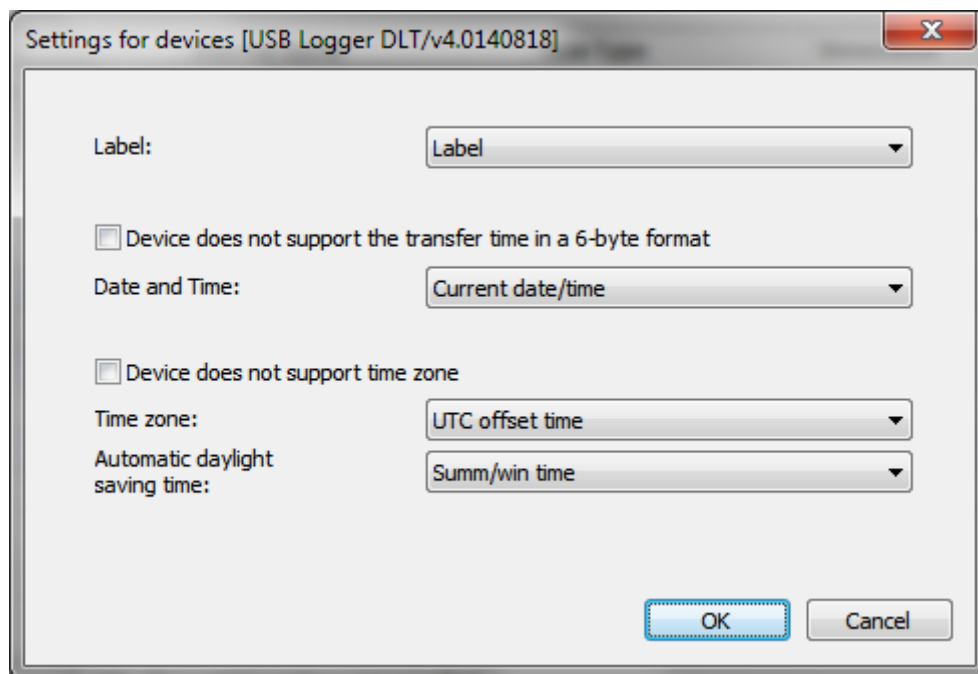 Settings for devices [USB Logger DLT/v4.0140818]
Label: Label
Device does not support the transfer time in a 6-byte format
Date and Time: Current date/time
Device does not support time zone
Time zone: UTC offset time
Automatic daylight
saving time: Summ/win time
OK Cancel